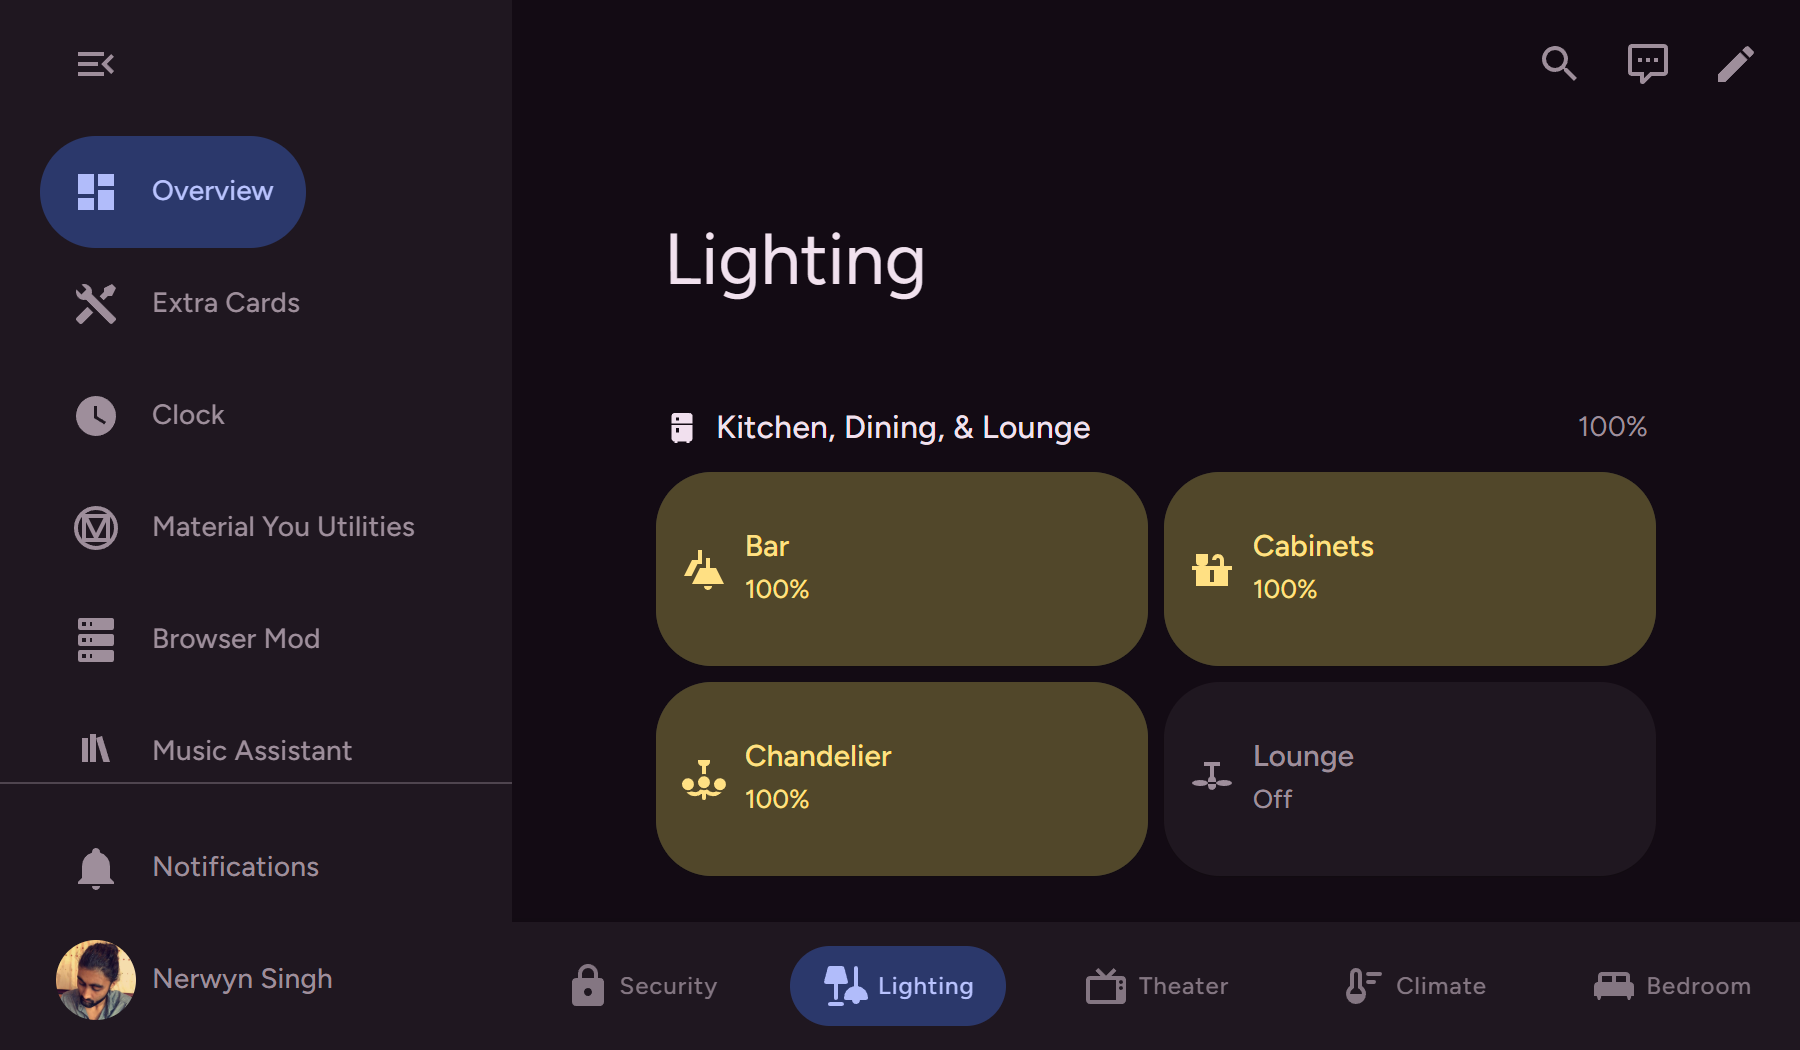 Overview
Extra Cards
Clock
Material You Utilities
Browser Mod
Music Assistant
Notifications
Nerwyn Singh
Lighting
Kitchen, Dining, & Lounge
100%
Bar
100%
Cabinets
100%
Chandelier
100%
Lounge
Off
Security
Lighting
Theater
Climate
Bedroom